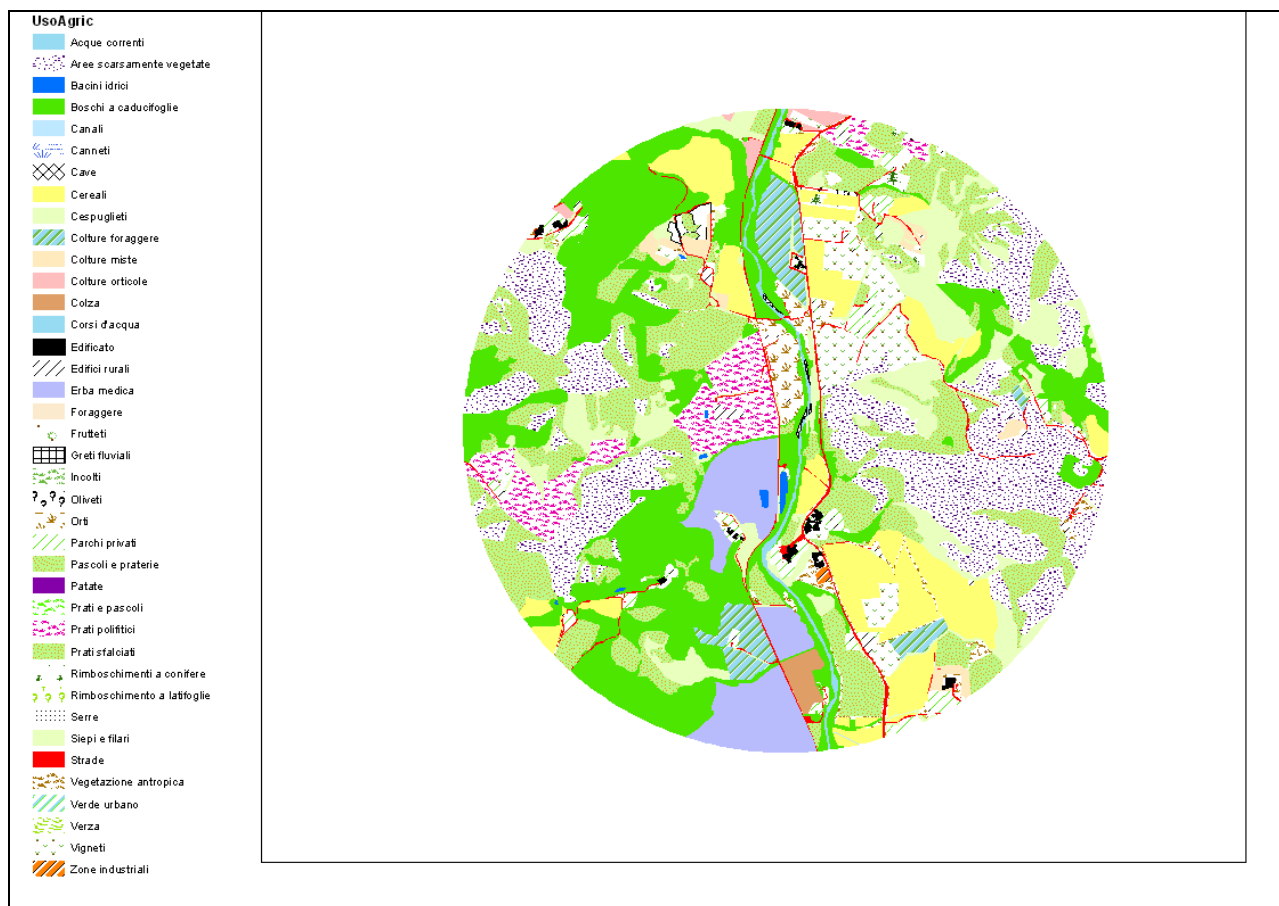 UsoAgric
Acque correnti
Aree scarsamente vegetate
Bacini idrici
Boschi a caducifoglie
Canali
Canneti
Cave
Cereali
Cespuglieti
Colture foraggere
Colture miste
Colture orticole
Colza
Corsi d'acqua
Edificato
Edifici rurali
Erba medica
Foraggere
Frutteti
Greti fluviali
Incolti
Oliveti
Orti
Parchi privati
Pascoli e praterie
Patate
Prati e pascoli
Prati polifitici
Prati sfalciati
Rimboschimenti a conifere
Rimboschimento a latifoglie
Serre
Siepi e filari
Strade
Vegetazione antropica
Verde urbano
Verza
Vigneti
Zone industriali